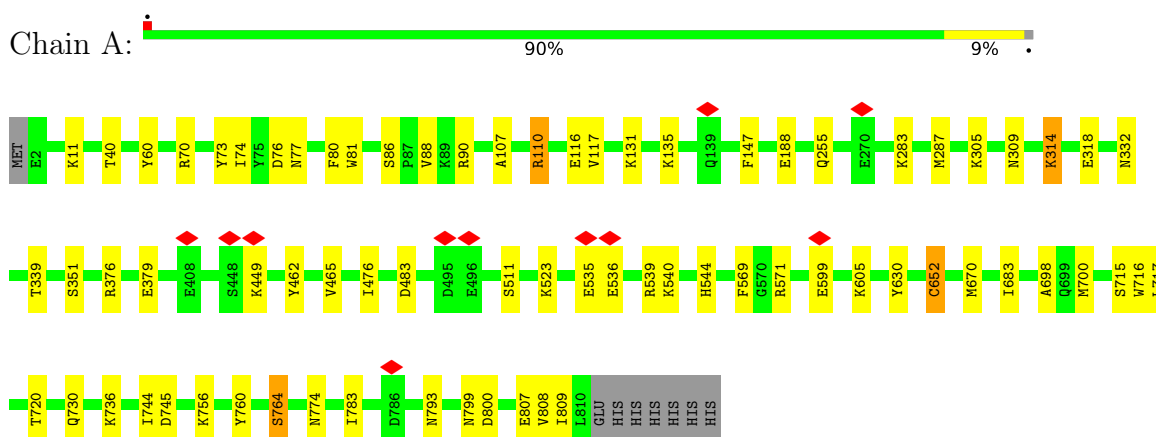 Chain A:
90% 9%
MET E2 K11 T40 Y60 R70 Y73 I74 Y75 D76 N77 F80 W81 S86 P87 V88 K89 R90 A107 R110 E116 V117 K131 K135 Q139 F147 E188 Q255 E270 K283 M287 K305 N309 K314 E318 N332
T339 S351 R376 E379 E408 S448 K449 Y462 V465 I476 D483 D495 E496 S511 K523 E535 E536 R539 K540 H544 F569 G570 R571 E599 K605 Y630 C652 M670 I683 A698 Q699 M700 S715 W716 L717
T720 Q730 K736 I744 D745 K756 Y760 S764 N774 I783 D786 N793 N799 D800 E807 V808 I809 L810 GLU HIS HIS HIS HIS HIS HIS